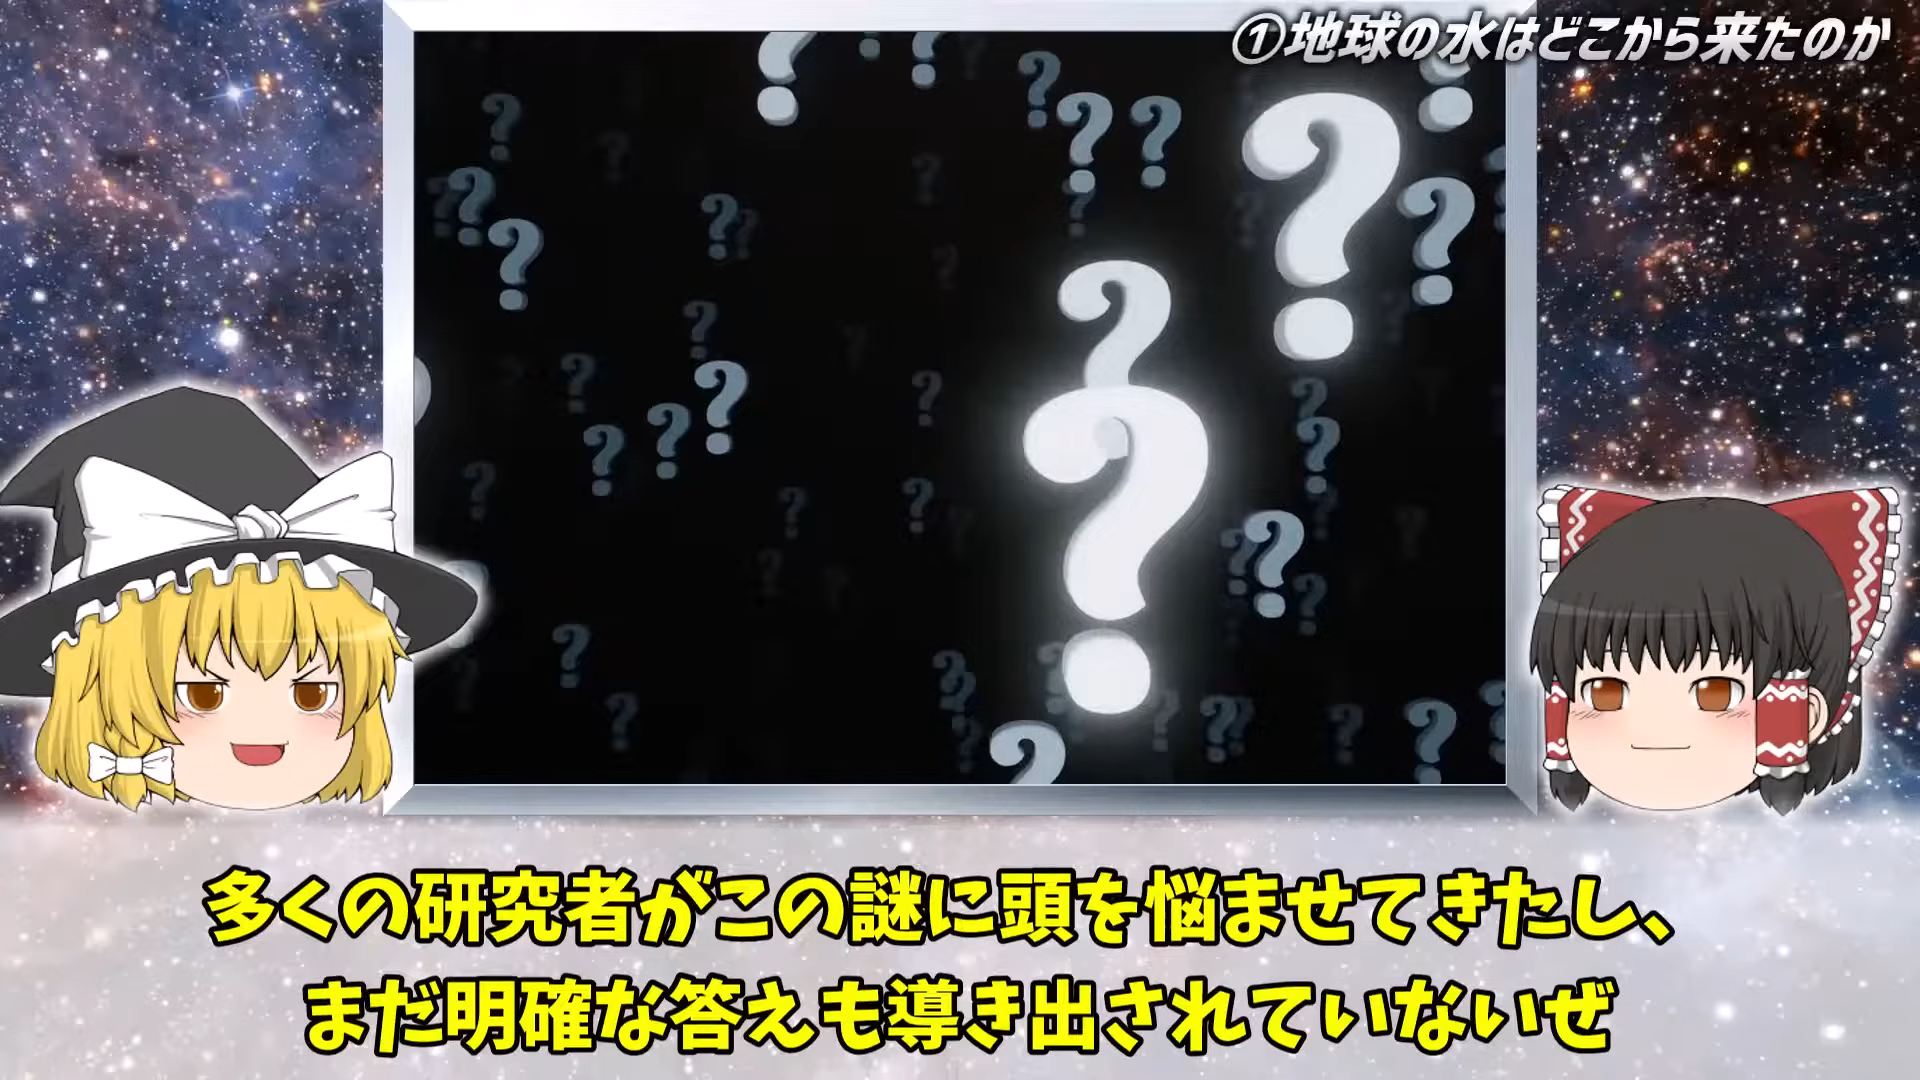 ①地球の水はどこから来たのか
多くの研究者がこの謎に頭を悩ませてきたし、
まだ明確な答えも導き出されていないぜ